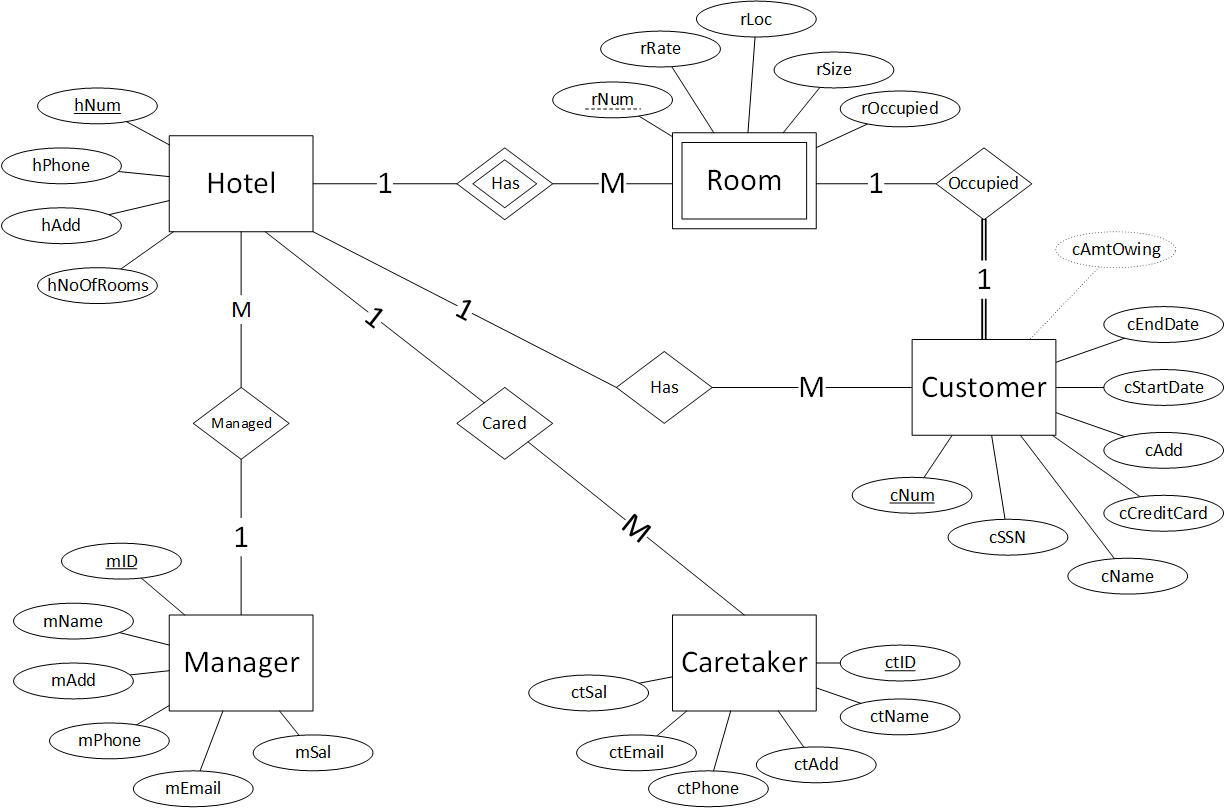 rLoc
rRate
rSize
rNum
rOccupied
hNum
hPhone
Hotel
1
Has
M
Room
1
Occupied
hAdd
cAmtOwing
hNoOfRooms
1
M
1
1
cEndDate
Has
M
Customer
cStartDate
Managed
Cared
cAdd
cNum
cCreditCard
1
M
cSSN
mID
cName
mName
Manager
Caretaker
ctID
mAdd
ctSal
ctName
mPhone
mSal
ctEmail
ctAdd
mEmail
ctPhone